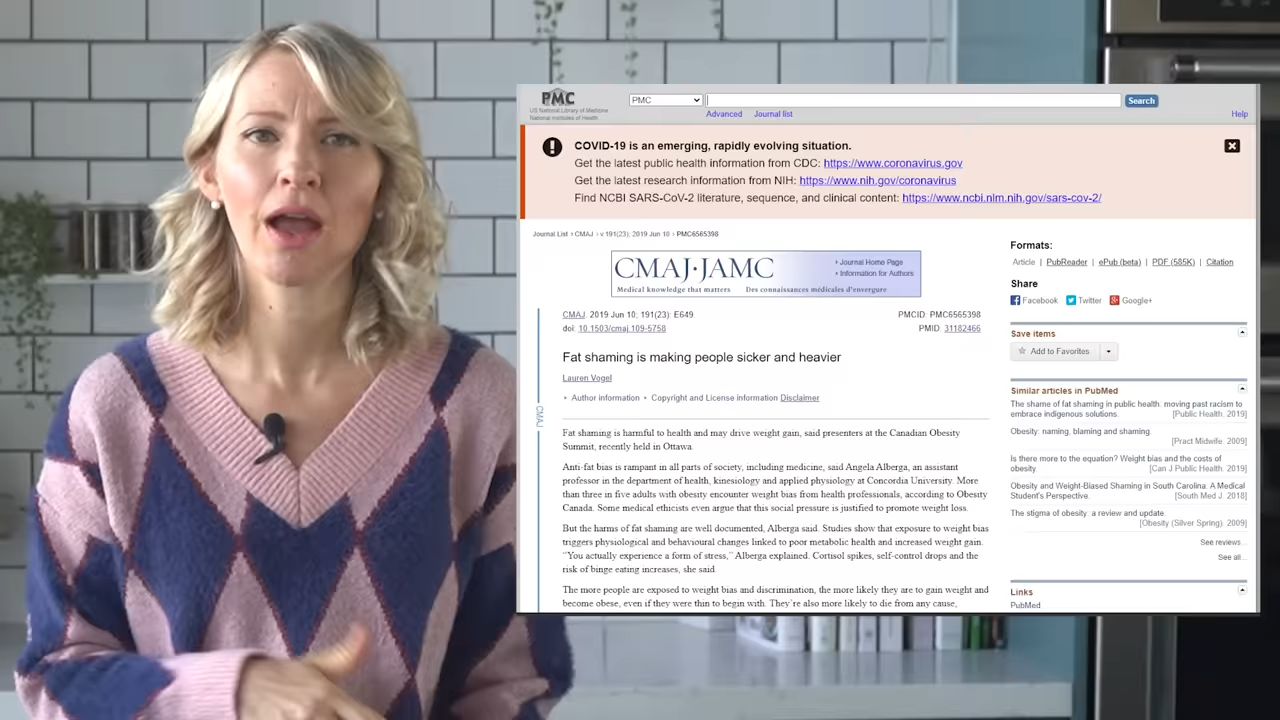 PMC
US National Library of Medicine
National Institutes of Health
PMC
Search
Advanced Journal list
Help
COVID-19 is an emerging, rapidly evolving situation.
Get the latest public health information from CDC: https://www.coronavirus.gov
Get the latest research information from NIH: https://www.nih.gov/coronavirus
Find NCBI SARS-CoV-2 literature, sequence, and clinical content: https://www.ncbi.nlm.nih.gov/sars-cov-2/
Journal List › CMAJ › v.191(23); 2019 Jun 10 › PMC6565398
CMAJ·JAMC
Medical knowledge that matters Des connaissances médicales d'envergure
› Journal Home Page
› Information for Authors
CMAJ. 2019 Jun 10; 191(23): E649
PMCID: PMC6565398
doi: 10.1503/cmaj.109-5758
PMID: 31182466
Fat shaming is making people sicker and heavier
Lauren Vogel
Author information Copyright and License information Disclaimer
CMAJ
Fat shaming is harmful to health and may drive weight gain, said presenters at the Canadian Obesity
Summit, recently held in Ottawa.
Anti-fat bias is rampant in all parts of society, including medicine, said Angela Alberga, an assistant
professor in the department of health, kinesiology and applied physiology at Concordia University. More
than three in five adults with obesity encounter weight bias from health professionals, according to Obesity
Canada. Some medical ethicists even argue that this social pressure is justified to promote weight loss.
But the harms of fat shaming are well documented, Alberga said. Studies show that exposure to weight bias
triggers physiological and behavioural changes linked to poor metabolic health and increased weight gain.
“You actually experience a form of stress,” Alberga explained. Cortisol spikes, self-control drops and the
risk of binge eating increases, she said.
The more people are exposed to weight bias and discrimination, the more likely they are to gain weight and
become obese, even if they were thin to begin with. They’re also more likely to die from any cause,
Formats:
Article | PubReader | ePub (beta) | PDF (585K) | Citation
Share
Facebook Twitter Google+
Save items
Add to Favorites
Similar articles in PubMed
The shame of fat shaming in public health: moving past racism to
embrace indigenous solutions. [Public Health. 2019]
Obesity: naming, blaming and shaming.
[Pract Midwife. 2009]
Is there more to the equation? Weight bias and the costs of
obesity. [Can J Public Health. 2019]
Obesity and Weight-Biased Shaming in South Carolina: A Medical
Student's Perspective. [South Med J. 2018]
The stigma of obesity: a review and update.
[Obesity (Silver Spring). 2009]
See reviews...
See all...
Links
PubMed